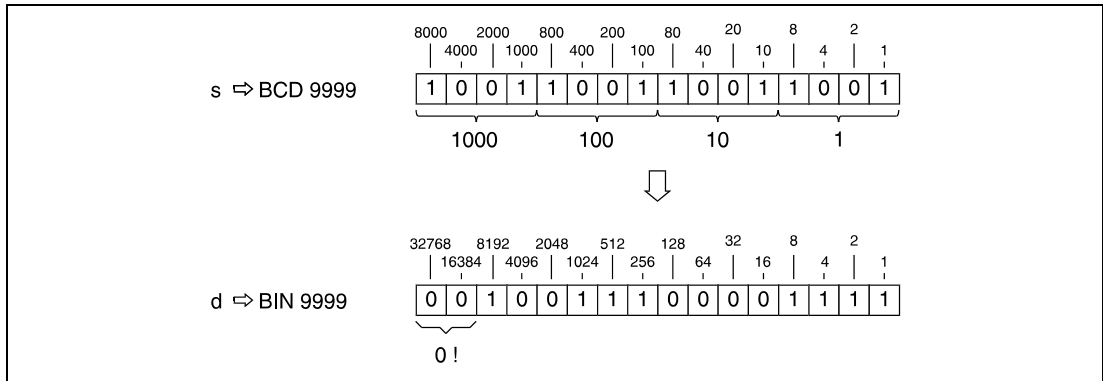 8000 2000 800 200 80 20 8 2
4000 1000 400 100 40 10 4 1
s ⇨ BCD 9999 1 0 0 1 1 0 0 1 1 0 0 1 1 0 0 1
1000 100 10 1
32768 8192 2048 512 128 32 8 2
16384 4096 1024 256 64 16 4 1
d ⇨ BIN 9999 0 0 1 0 0 1 1 1 0 0 0 0 1 1 1 1
0 !